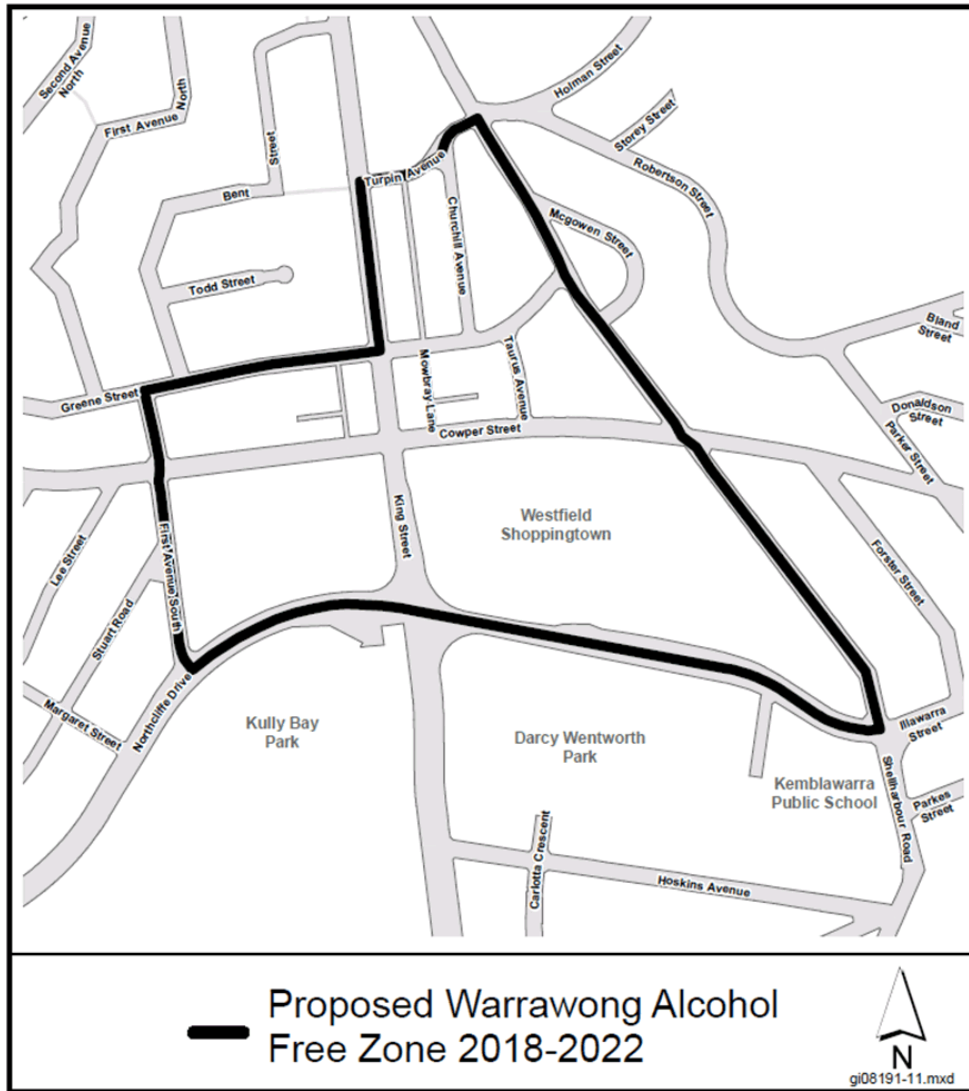 Second Avenue
North
First Avenue
North
Street
Bent
Todd Street
Turpin Avenue
Churchill Avenue
Holman Street
Storey Street
Robertson Street
Mcgowen Street
Bland
Street
Donaldson
Street
Parker Street
Greene Street
Mowbray Lane
Taurus Avenue
Cowper Street
King Street
Westfield
Shoppingtown
Forster Street
Lee Street
Stuart Road
First Avenue South
Margaret Street
Northcliffe Drive
Kully Bay
Park
Darcy Wentworth
Park
Kemblawarra
Public School
Illawarra
Street
Shellharbour Road
Parkes
Street
Carlotta Crescent
Hoskins Avenue
Proposed Warrawong Alcohol
Free Zone 2018-2022
N
gi08191-11.mxd